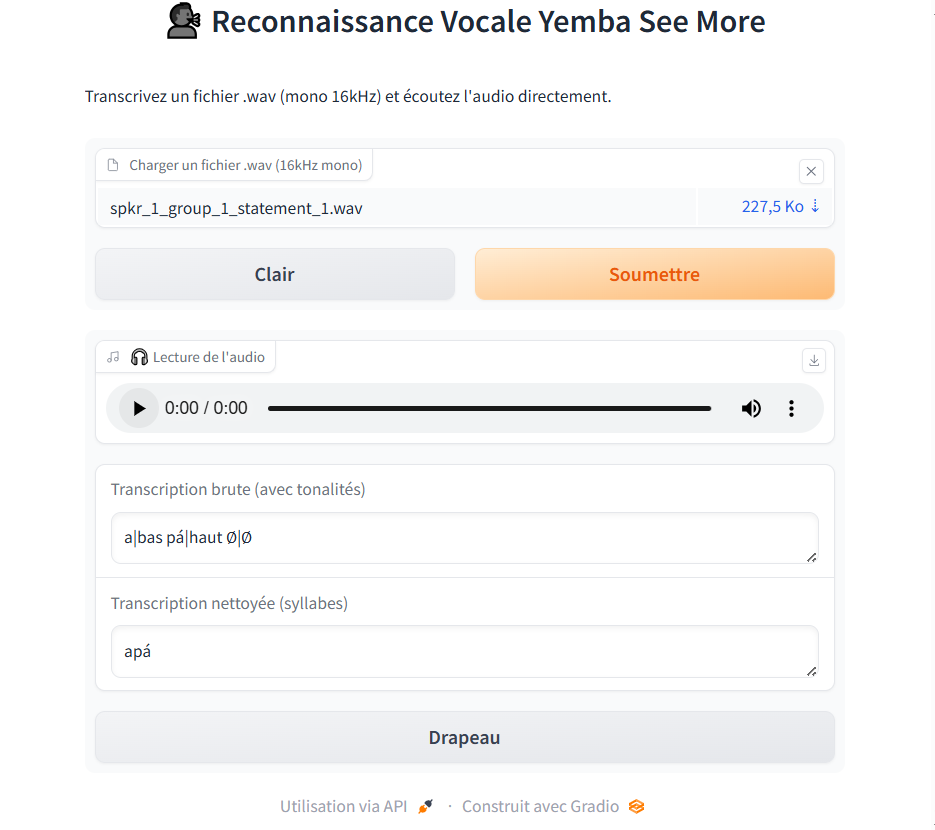 Reconnaissance Vocale Yemba See More
Transcrivez un fichier .wav (mono 16kHz) et écoutez l'audio directement.
Charger un fichier .wav (16kHz mono)
spkr_1_group_1_statement_1.wav 227,5 Ko ⇣
Clair Soumettre
Lecture de l'audio
0:00 / 0:00
Transcription brute (avec tonalités)
a|bas pá|haut Ø|Ø
Transcription nettoyée (syllabes)
apá
Drapeau
Utilisation via API · Construit avec Gradio